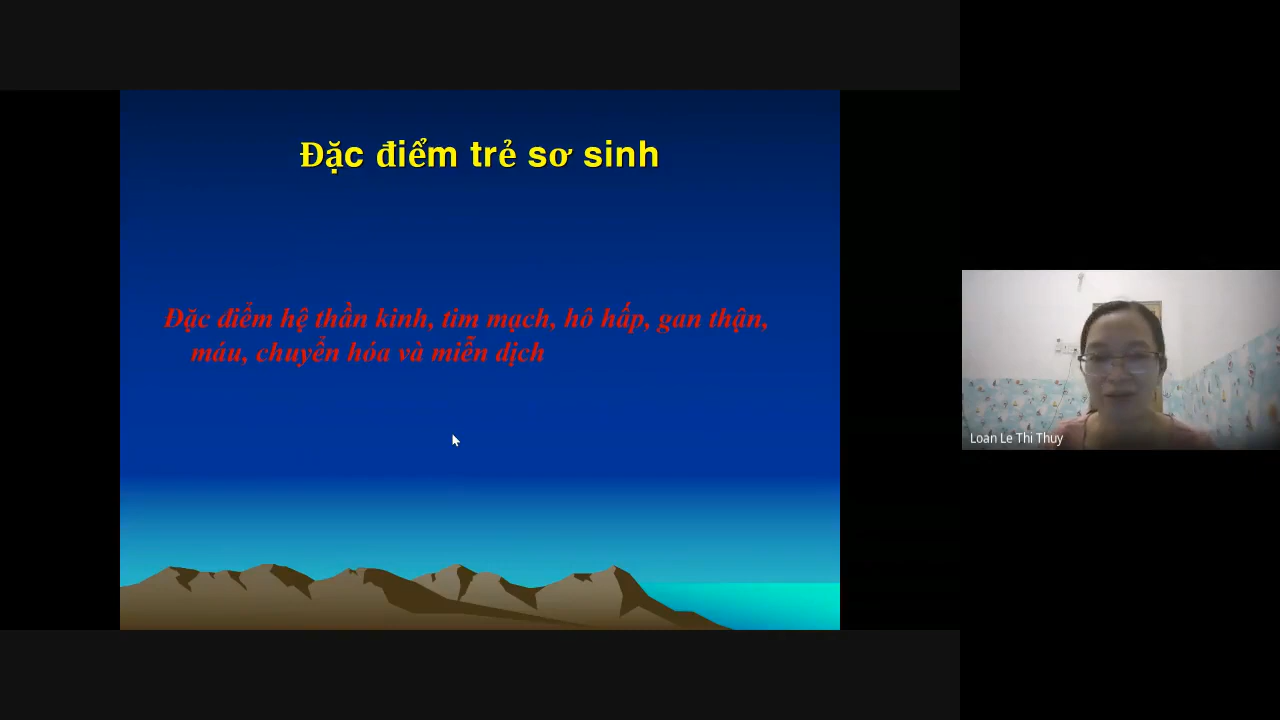 Đặc điểm trẻ sơ sinh
Đặc điểm hệ thần kinh, tim mạch, hô hấp, gan thận,
máu, chuyển hóa và miễn dịch
Loan Le Thi Thuy